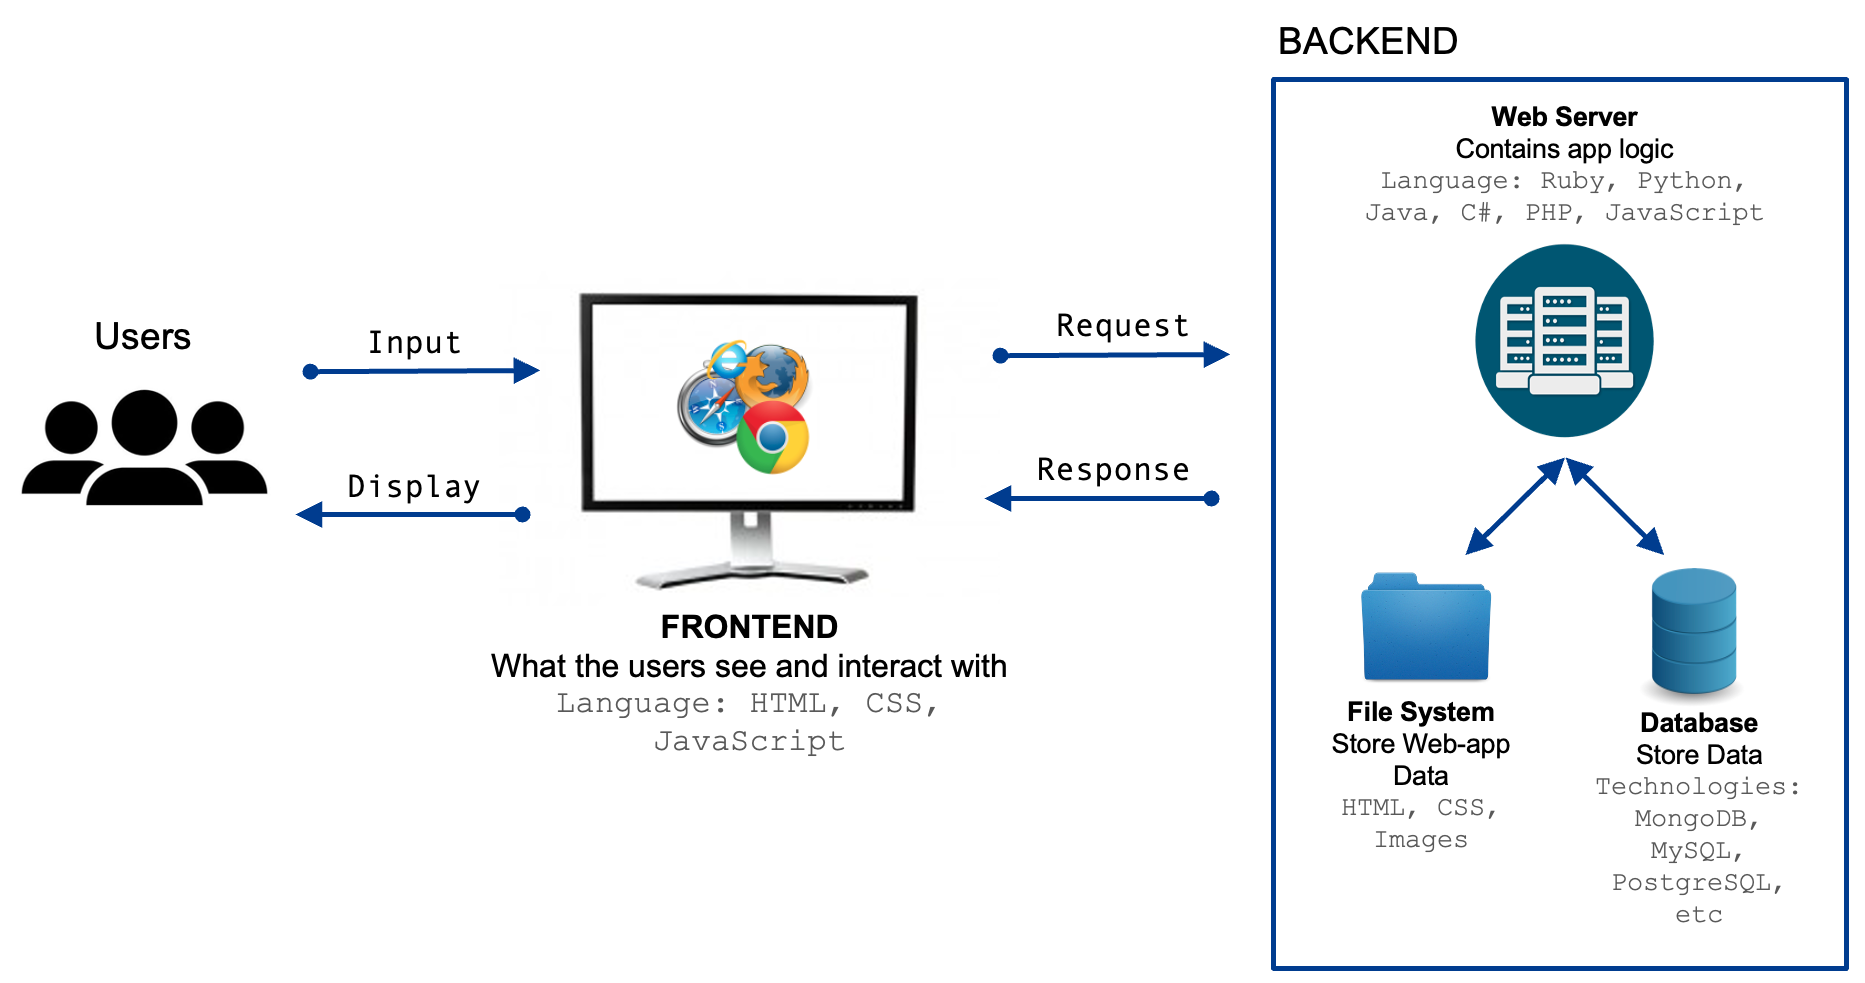 BACKEND
Web Server
Contains app logic
Language: Ruby, Python,
Java, C#, PHP, JavaScript
Users
Input
Display
Request
Response
FRONTEND
What the users see and interact with
Language: HTML, CSS,
JavaScript
File System
Store Web-app
Data
HTML, CSS,
Images
Database
Store Data
Technologies:
MongoDB,
MySQL,
PostgreSQL,
etc